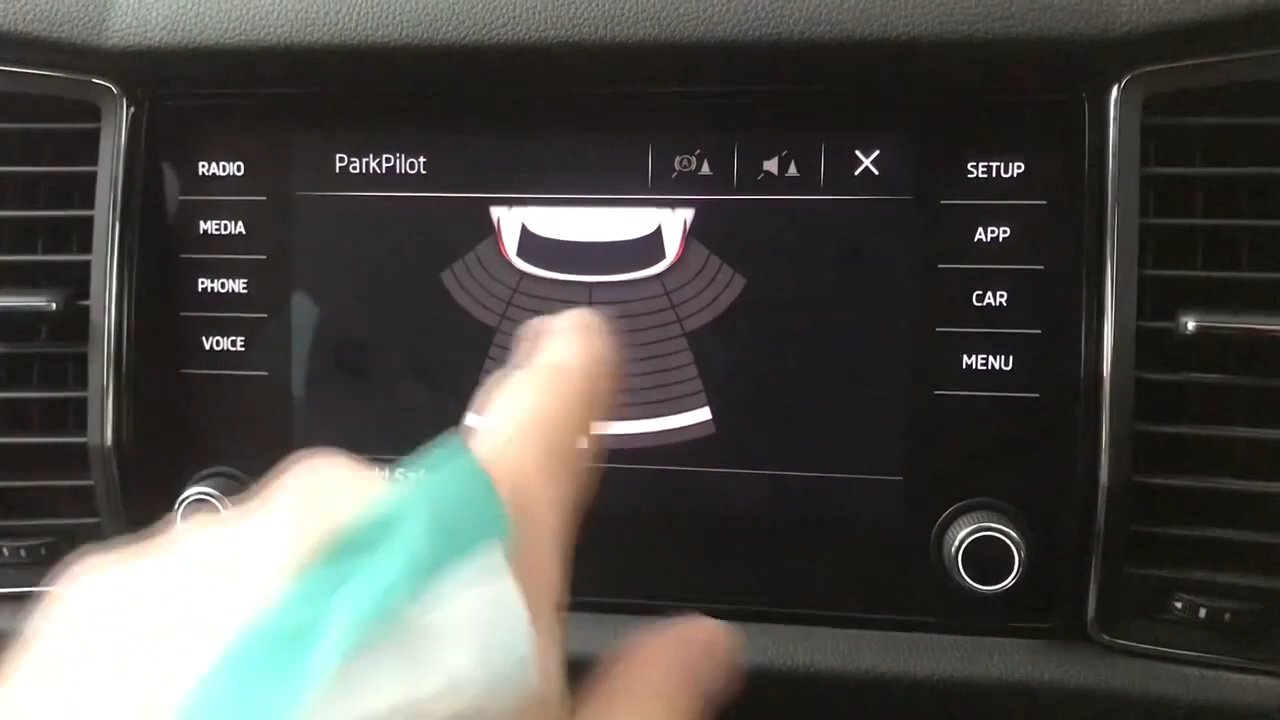 RADIO
MEDIA
PHONE
VOICE
ParkPilot
SETUP
APP
CAR
MENU